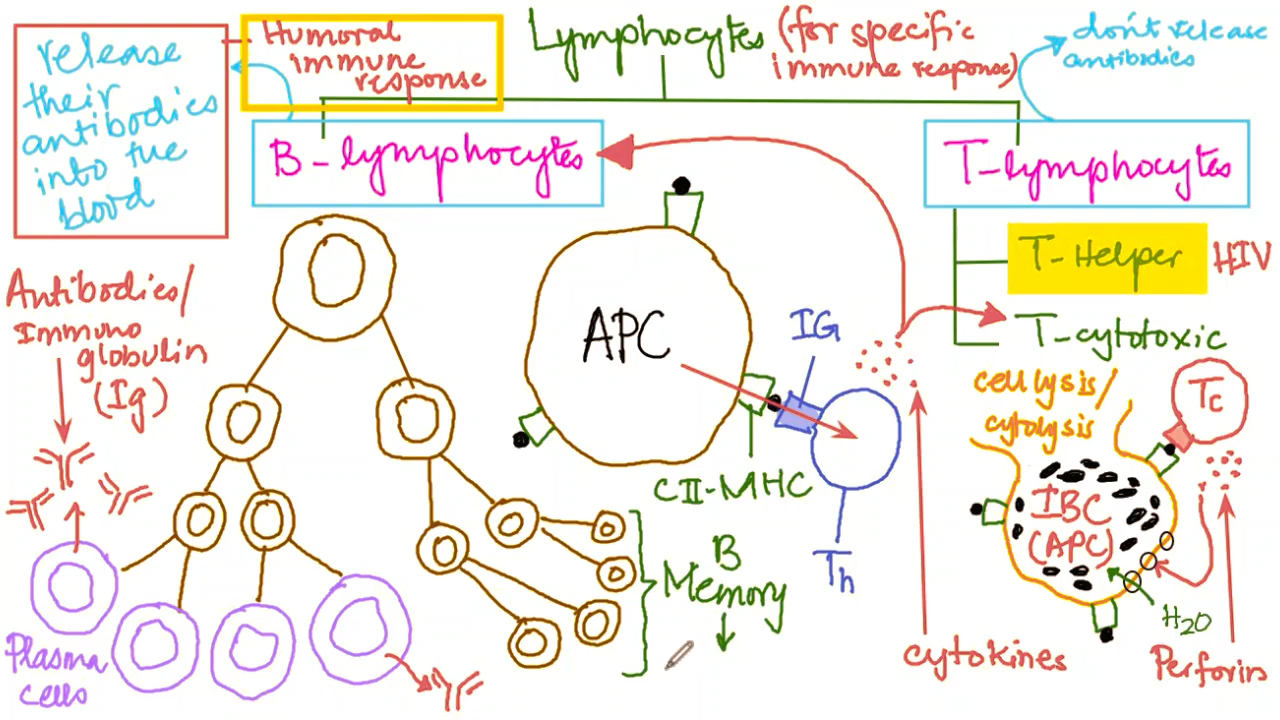 Lymphocytes
(for specific
immune response)
Humoral
immune
response
release
their
antibodies
into the
blood
don't release
antibodies
B-lymphocytes
T-lymphocytes
T-Helper
HIV
T-cytotoxic
Antibodies/
Immuno
globulin
(Ig)
APC
IG
CII-MHC
Th
cell lysis/
cytolysis
Tc
IBC
(APC)
H2O
B
Memory
Plasma
cells
cytokines
Perforin